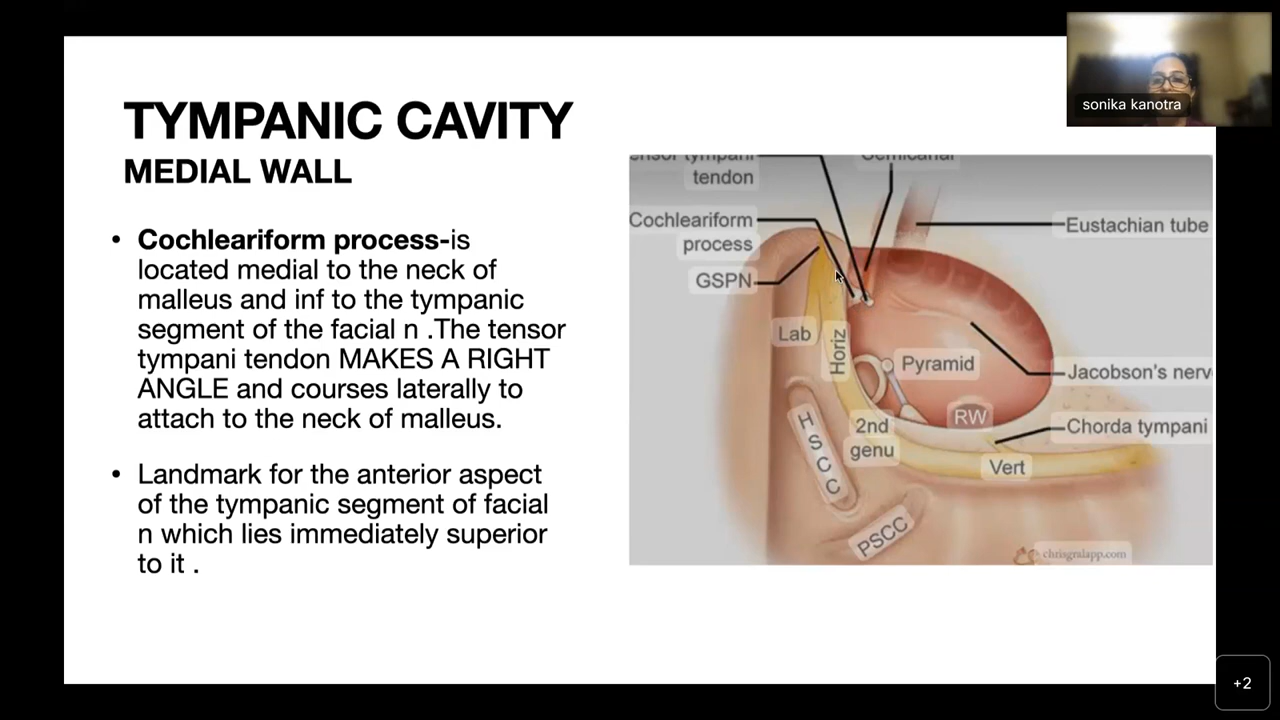 sonika kanotra
TYMPANIC CAVITY
MEDIAL WALL
• Cochleariform process-is
located medial to the neck of
malleus and inf to the tympanic
segment of the facial n .The tensor
tympani tendon MAKES A RIGHT
ANGLE and courses laterally to
attach to the neck of malleus.
• Landmark for the anterior aspect
of the tympanic segment of facial
n which lies immediately superior
to it .
ensor tympani
tendon
Semicanal
Cochleariform
process
Eustachian tube
GSPN
Lab
Horiz
Pyramid
Jacobson's nerv
HSCC
2nd
genu
RW
Chorda tympani
Vert
PSCC
chrisgralapp.com
+2